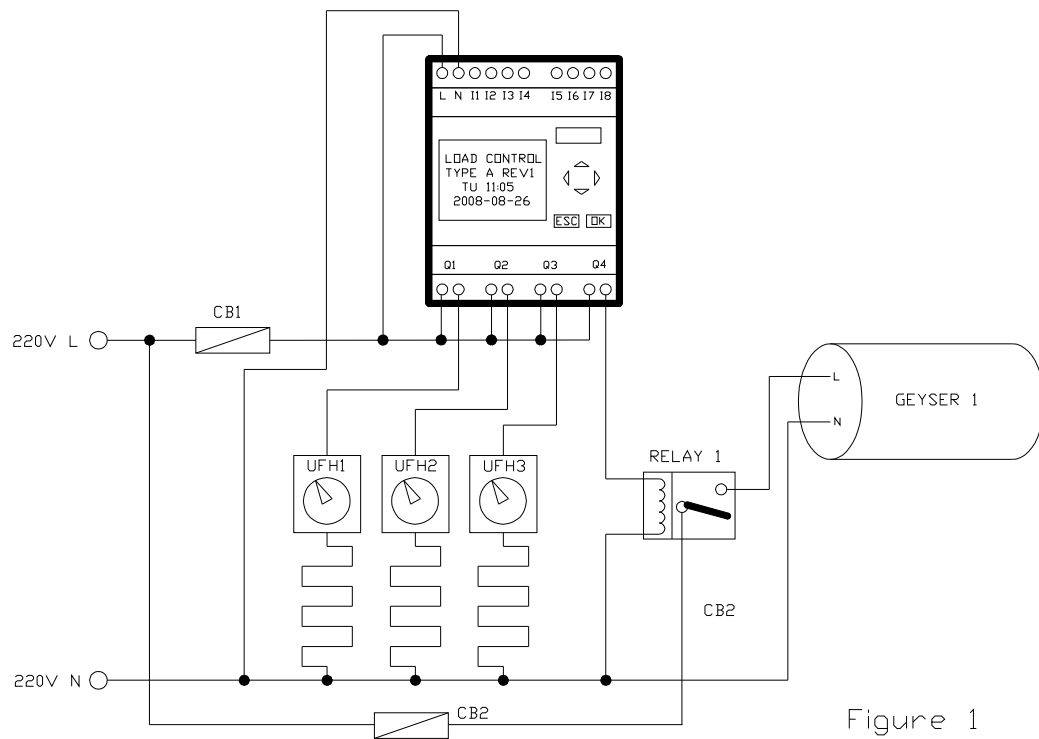 L N I1 I2 I3 I4 I5 I6 I7 I8
LOAD CONTROL
TYPE A REV1
TU 11:05
2008-08-26
ESC OK
Q1 Q2 Q3 Q4
CB1
220V L
L
GEYSER 1
N
RELAY 1
UFH1 UFH2 UFH3
CB2
220V N
CB2
Figure 1